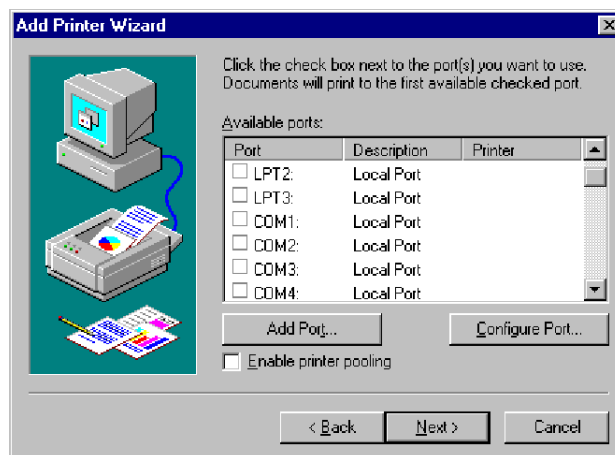 Add Printer Wizard
Click the check box next to the port(s) you want to use.
Documents will print to the first available checked port.
Available ports:
Port Description Printer
LPT2: Local Port
LPT3: Local Port
COM1: Local Port
COM2: Local Port
COM3: Local Port
COM4: Local Port
Add Port... Configure Port...
Enable printer pooling
< Back Next > Cancel